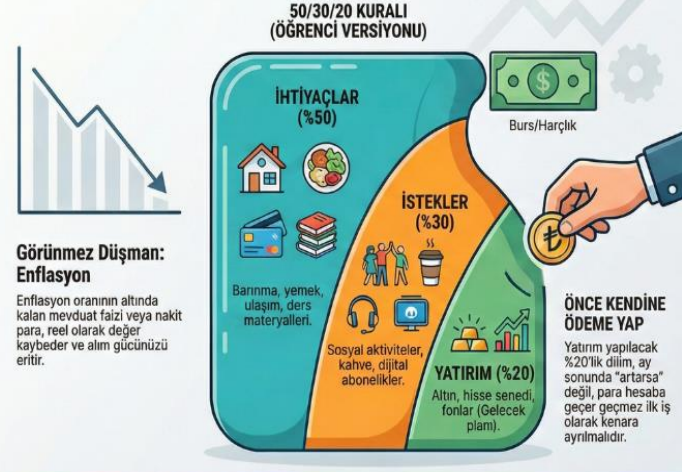 50/30/20 KURALI
(ÖĞRENCİ VERSİYONU)
İHTİYAÇLAR
(%50)
Barınma, yemek,
ulaşım, ders
materyalleri.
İSTEKLER
(%30)
Sosyal aktiviteler,
kahve, dijital
abonelikler.
YATIRIM (%20)
Altın, hisse senedi,
fonlar (Gelecek
planı).
$
Burs/Harçlık
₺
Görünmez Düşman:
Enflasyon
Enflasyon oranının altında
kalan mevduat faizi veya nakit
para, reel olarak değer
kaybeder ve alım gücünüzü
eritir.
ÖNCE KENDİNE
ÖDEME YAP
Yatırım yapılacak
%20'lik dilim, ay
sonunda "artarsa"
değil, para hesaba
geçer geçmez ilk iş
olarak kenara
ayrılmalıdır.